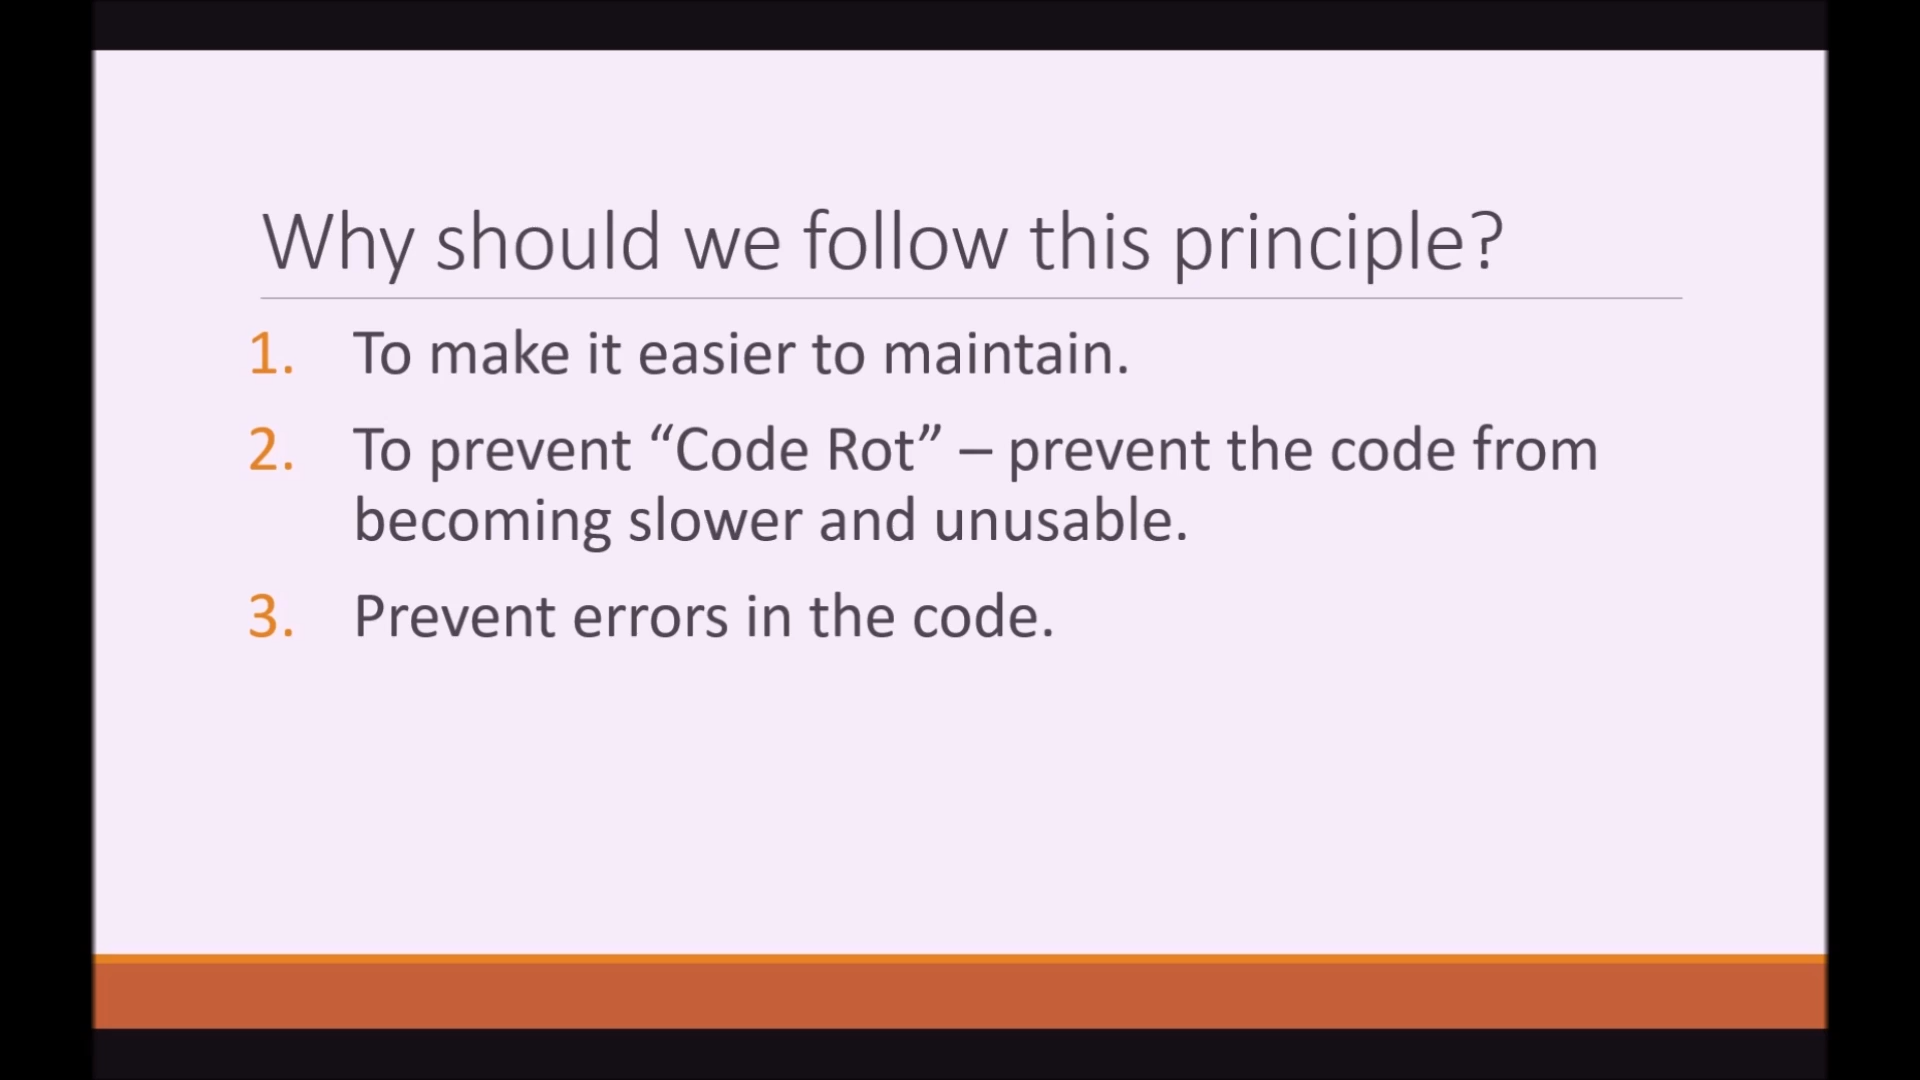 Why should we follow this principle?
1. To make it easier to maintain.
2. To prevent “Code Rot” – prevent the code from
becoming slower and unusable.
3. Prevent errors in the code.